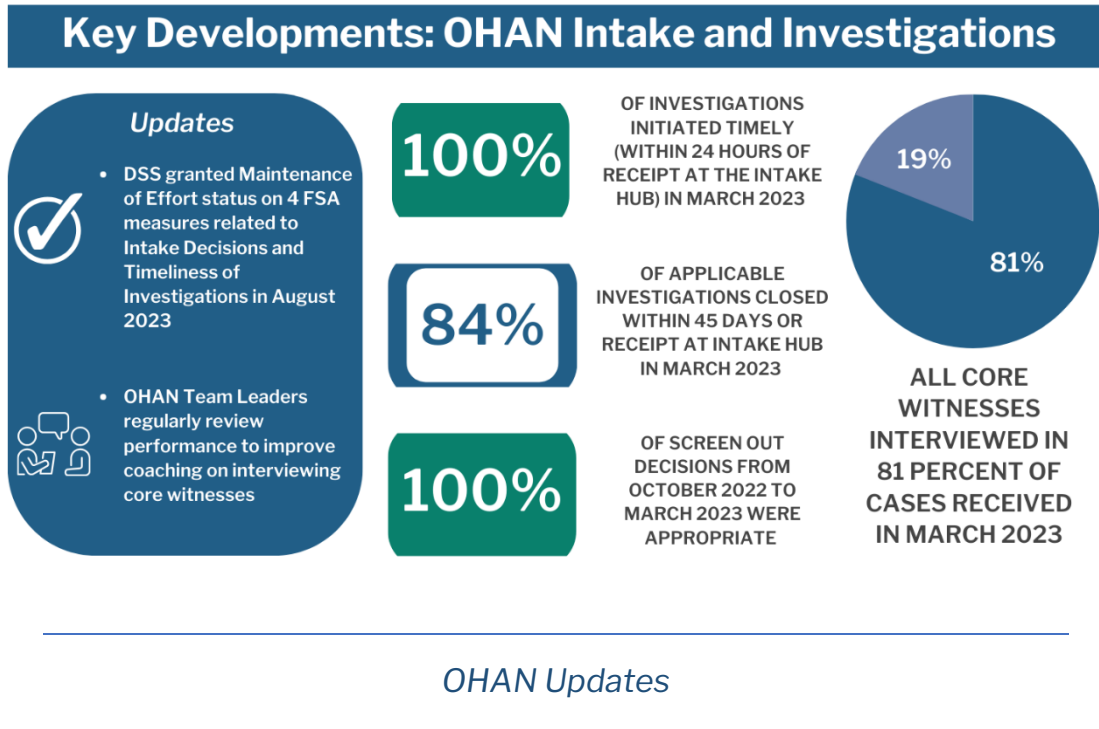 Key Developments: OHAN Intake and Investigations
Updates
• DSS granted Maintenance
of Effort status on 4 FSA
measures related to
Intake Decisions and
Timeliness of
Investigations in August
2023
• OHAN Team Leaders
regularly review
performance to improve
coaching on interviewing
core witnesses
100%
OF INVESTIGATIONS
INITIATED TIMELY
(WITHIN 24 HOURS OF
RECEIPT AT THE INTAKE
HUB) IN MARCH 2023
84%
OF APPLICABLE
INVESTIGATIONS CLOSED
WITHIN 45 DAYS OR
RECEIPT AT INTAKE HUB
IN MARCH 2023
100%
OF SCREEN OUT
DECISIONS FROM
OCTOBER 2022 TO
MARCH 2023 WERE
APPROPRIATE
19%
81%
ALL CORE
WITNESSES
INTERVIEWED IN
81 PERCENT OF
CASES RECEIVED
IN MARCH 2023
OHAN Updates